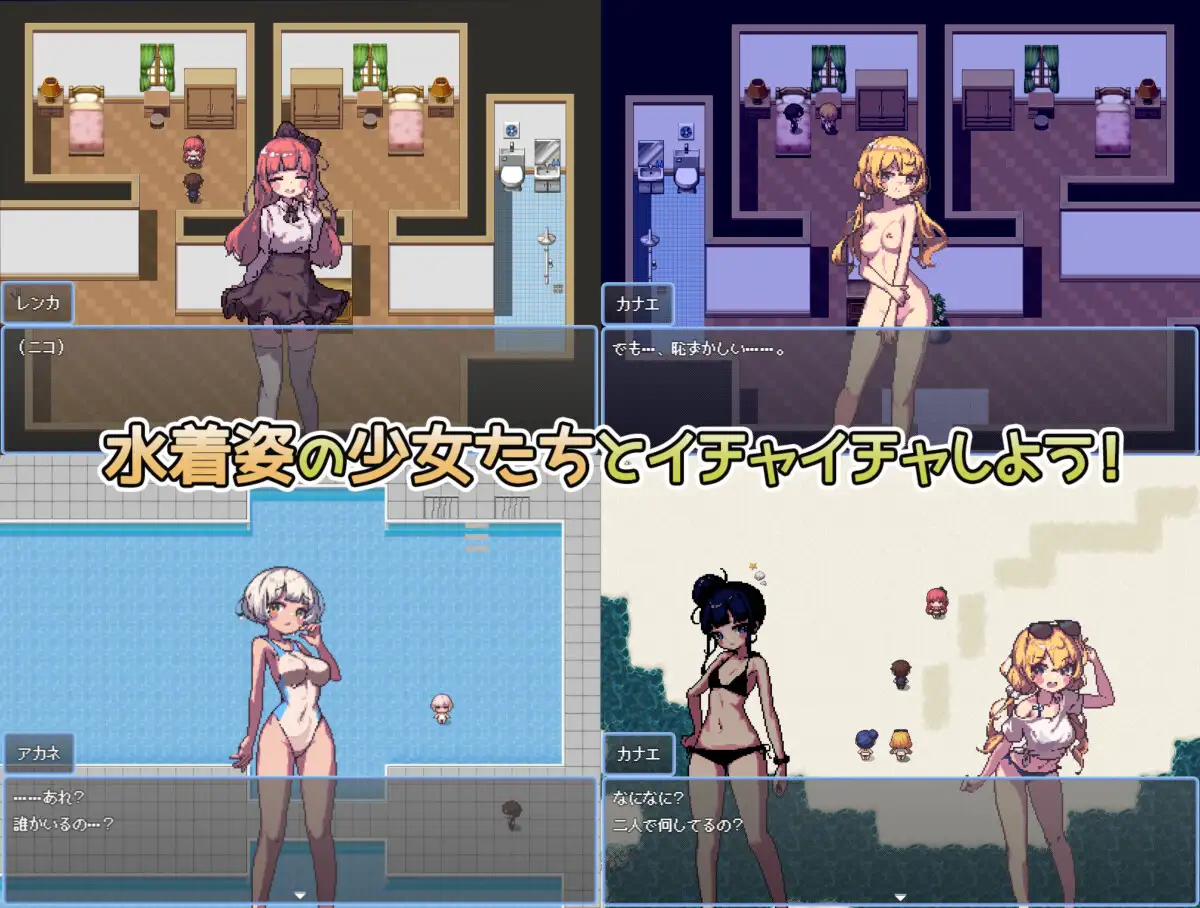 レンカ
(ニコ)
カナエ
でも…、恥ずかしい……。
水着姿の少女たちとイチャイチャしよう！
アカネ
……あれ？
誰かいるの…？
カナエ
なになに？
二人で何してるの？